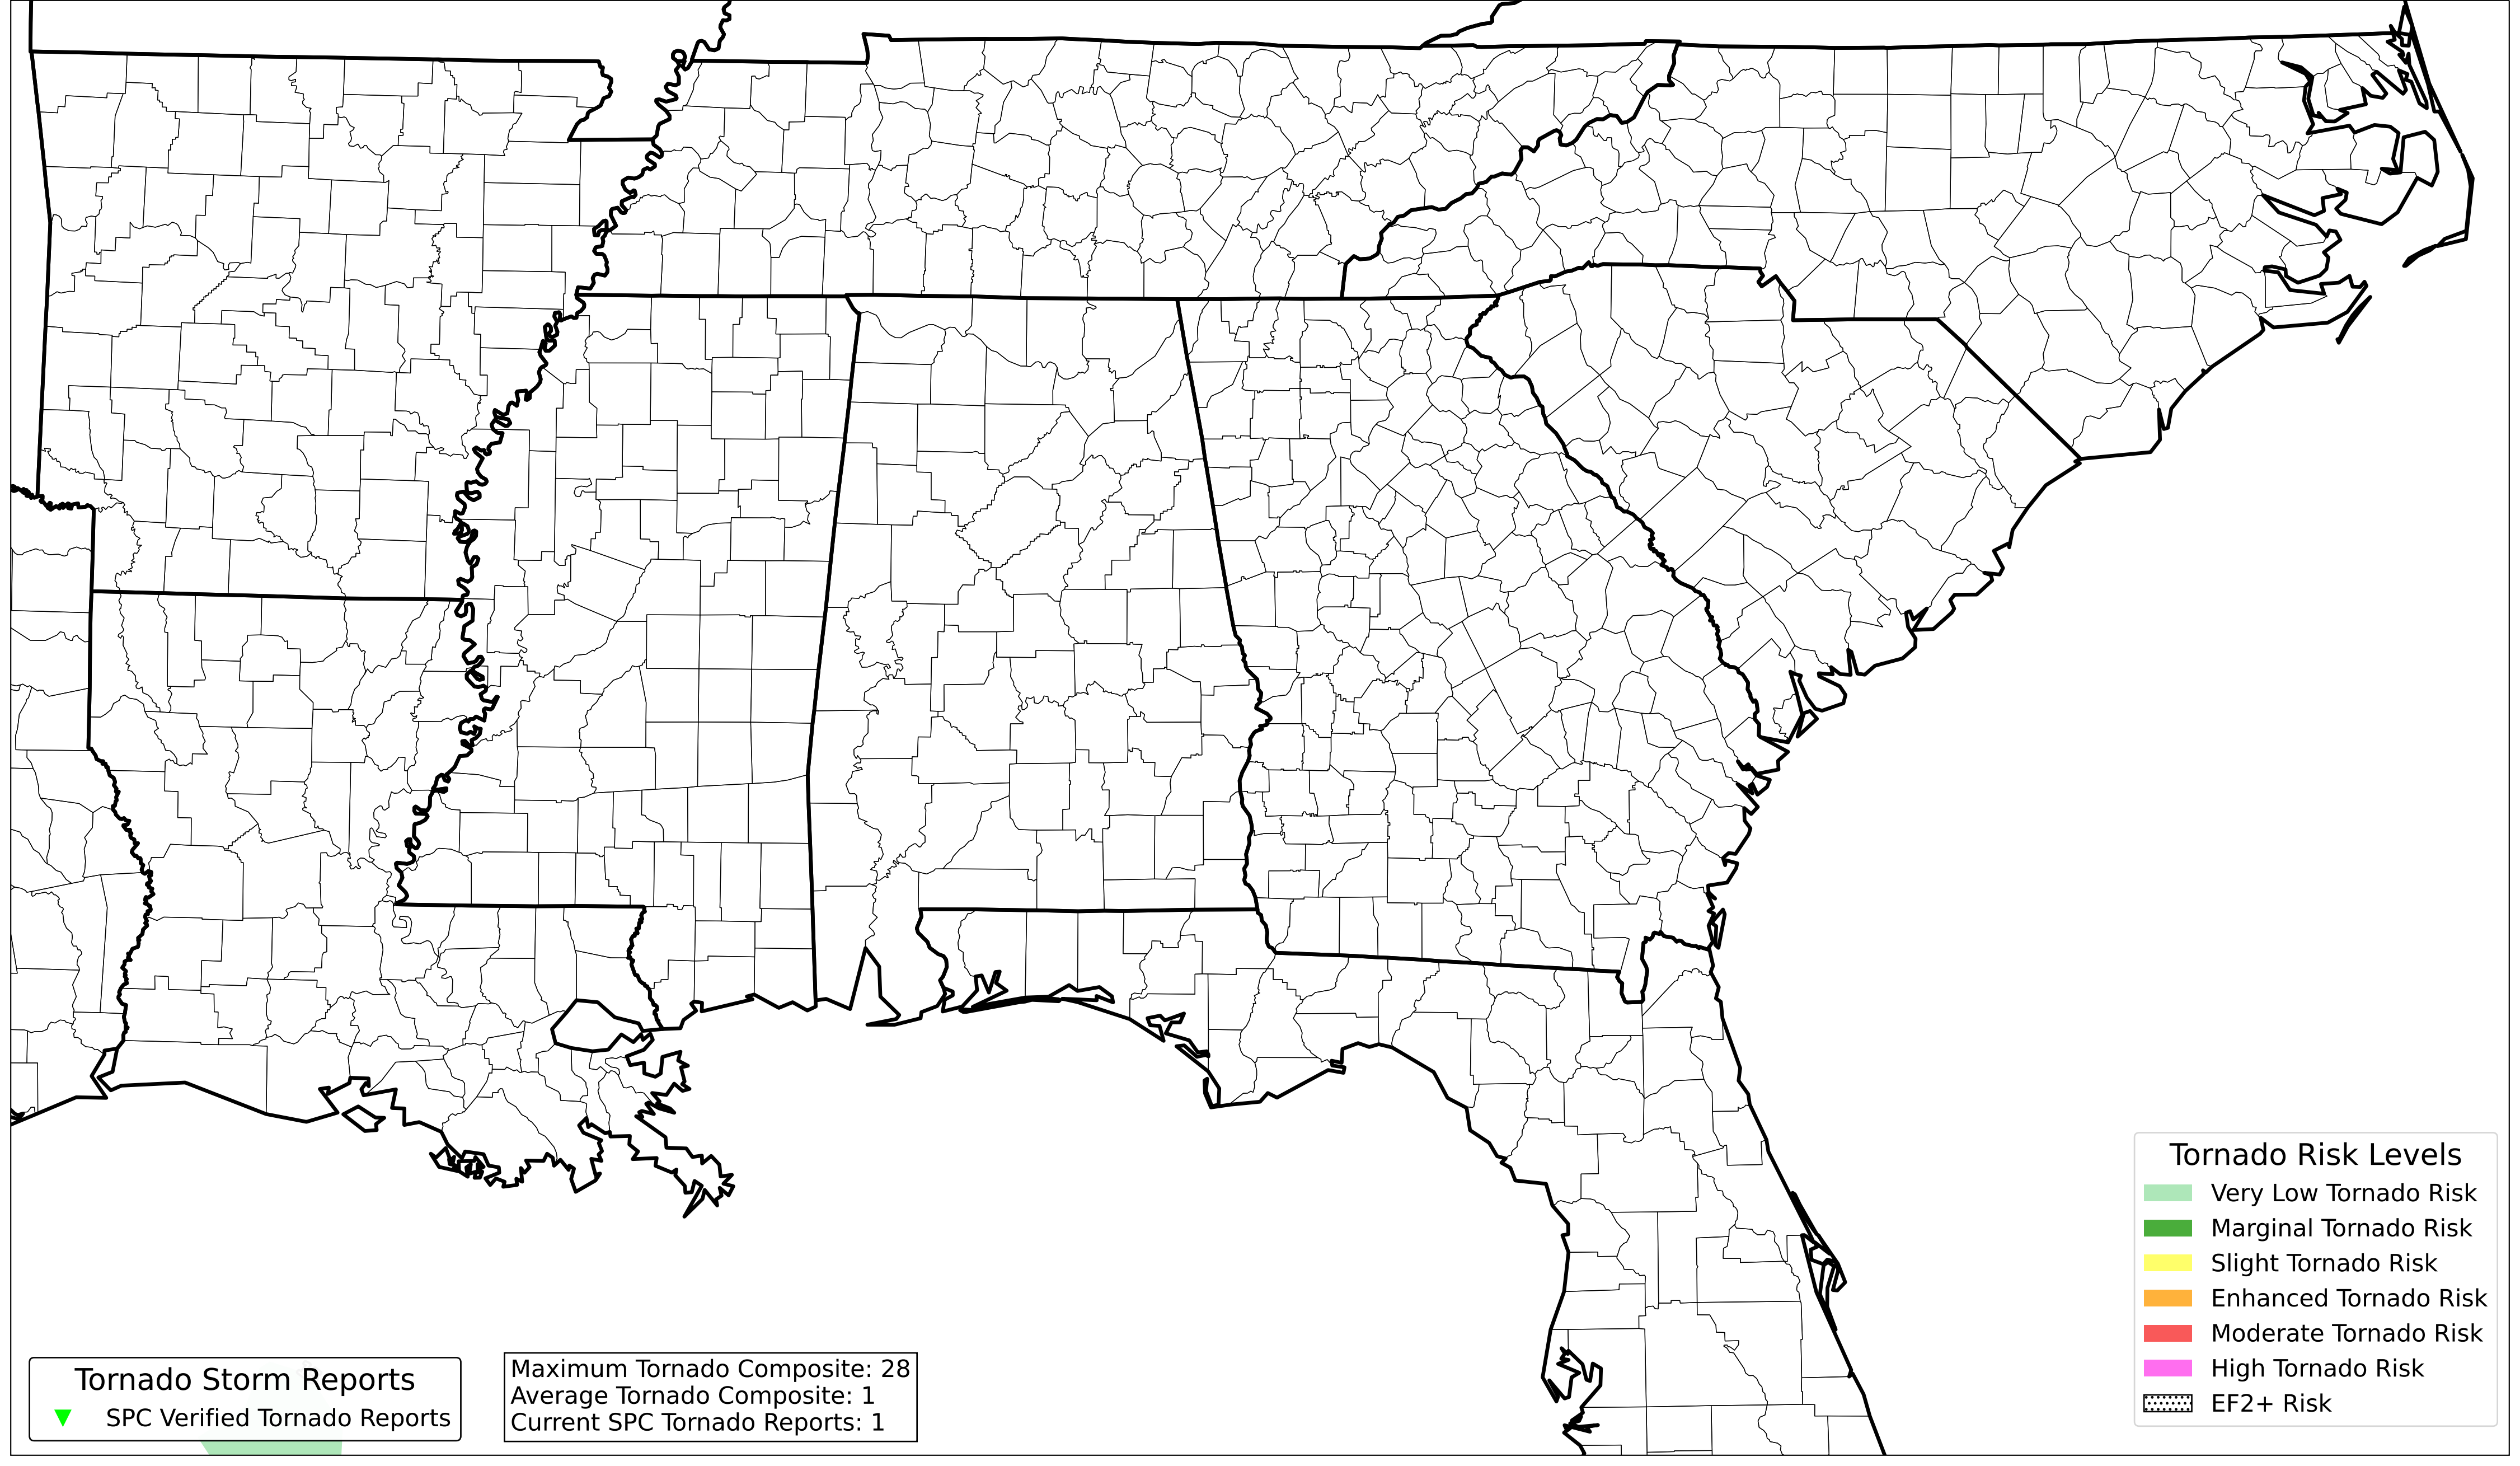 Tornado Risk Levels
Very Low Tornado Risk
Marginal Tornado Risk
Slight Tornado Risk
Enhanced Tornado Risk
Moderate Tornado Risk
High Tornado Risk
EF2+ Risk
Tornado Storm Reports
SPC Verified Tornado Reports
Maximum Tornado Composite: 28
Average Tornado Composite: 1
Current SPC Tornado Reports: 1